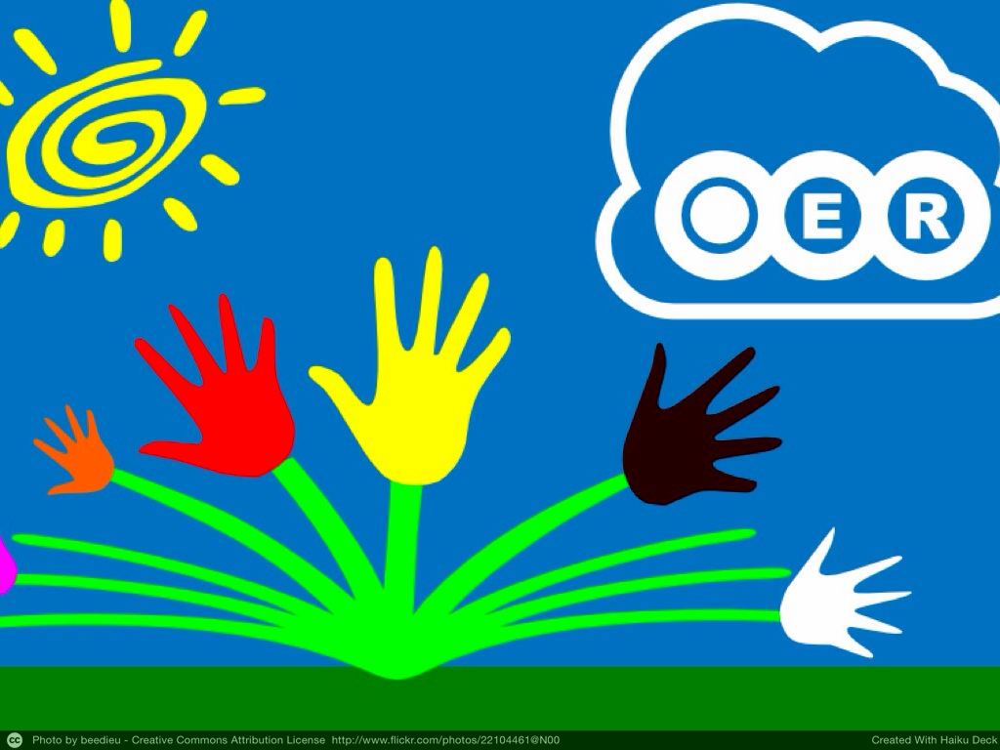 OER
cc Photo by beedieu - Creative Commons Attribution License http://www.flickr.com/photos/22104461@N00
Created With Haiku Deck